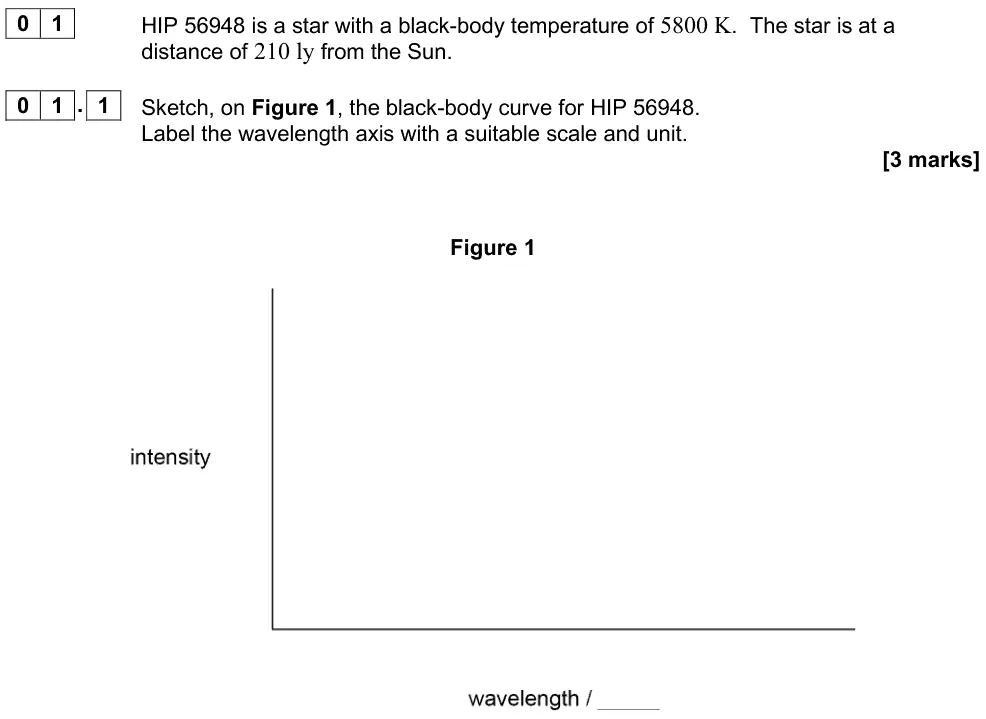 0 1 HIP 56948 is a star with a black-body temperature of 5800 K. The star is at a
distance of 210 ly from the Sun.
0 1 . 1 Sketch, on Figure 1, the black-body curve for HIP 56948.
Label the wavelength axis with a suitable scale and unit.
[3 marks]
Figure 1
intensity
wavelength / _____